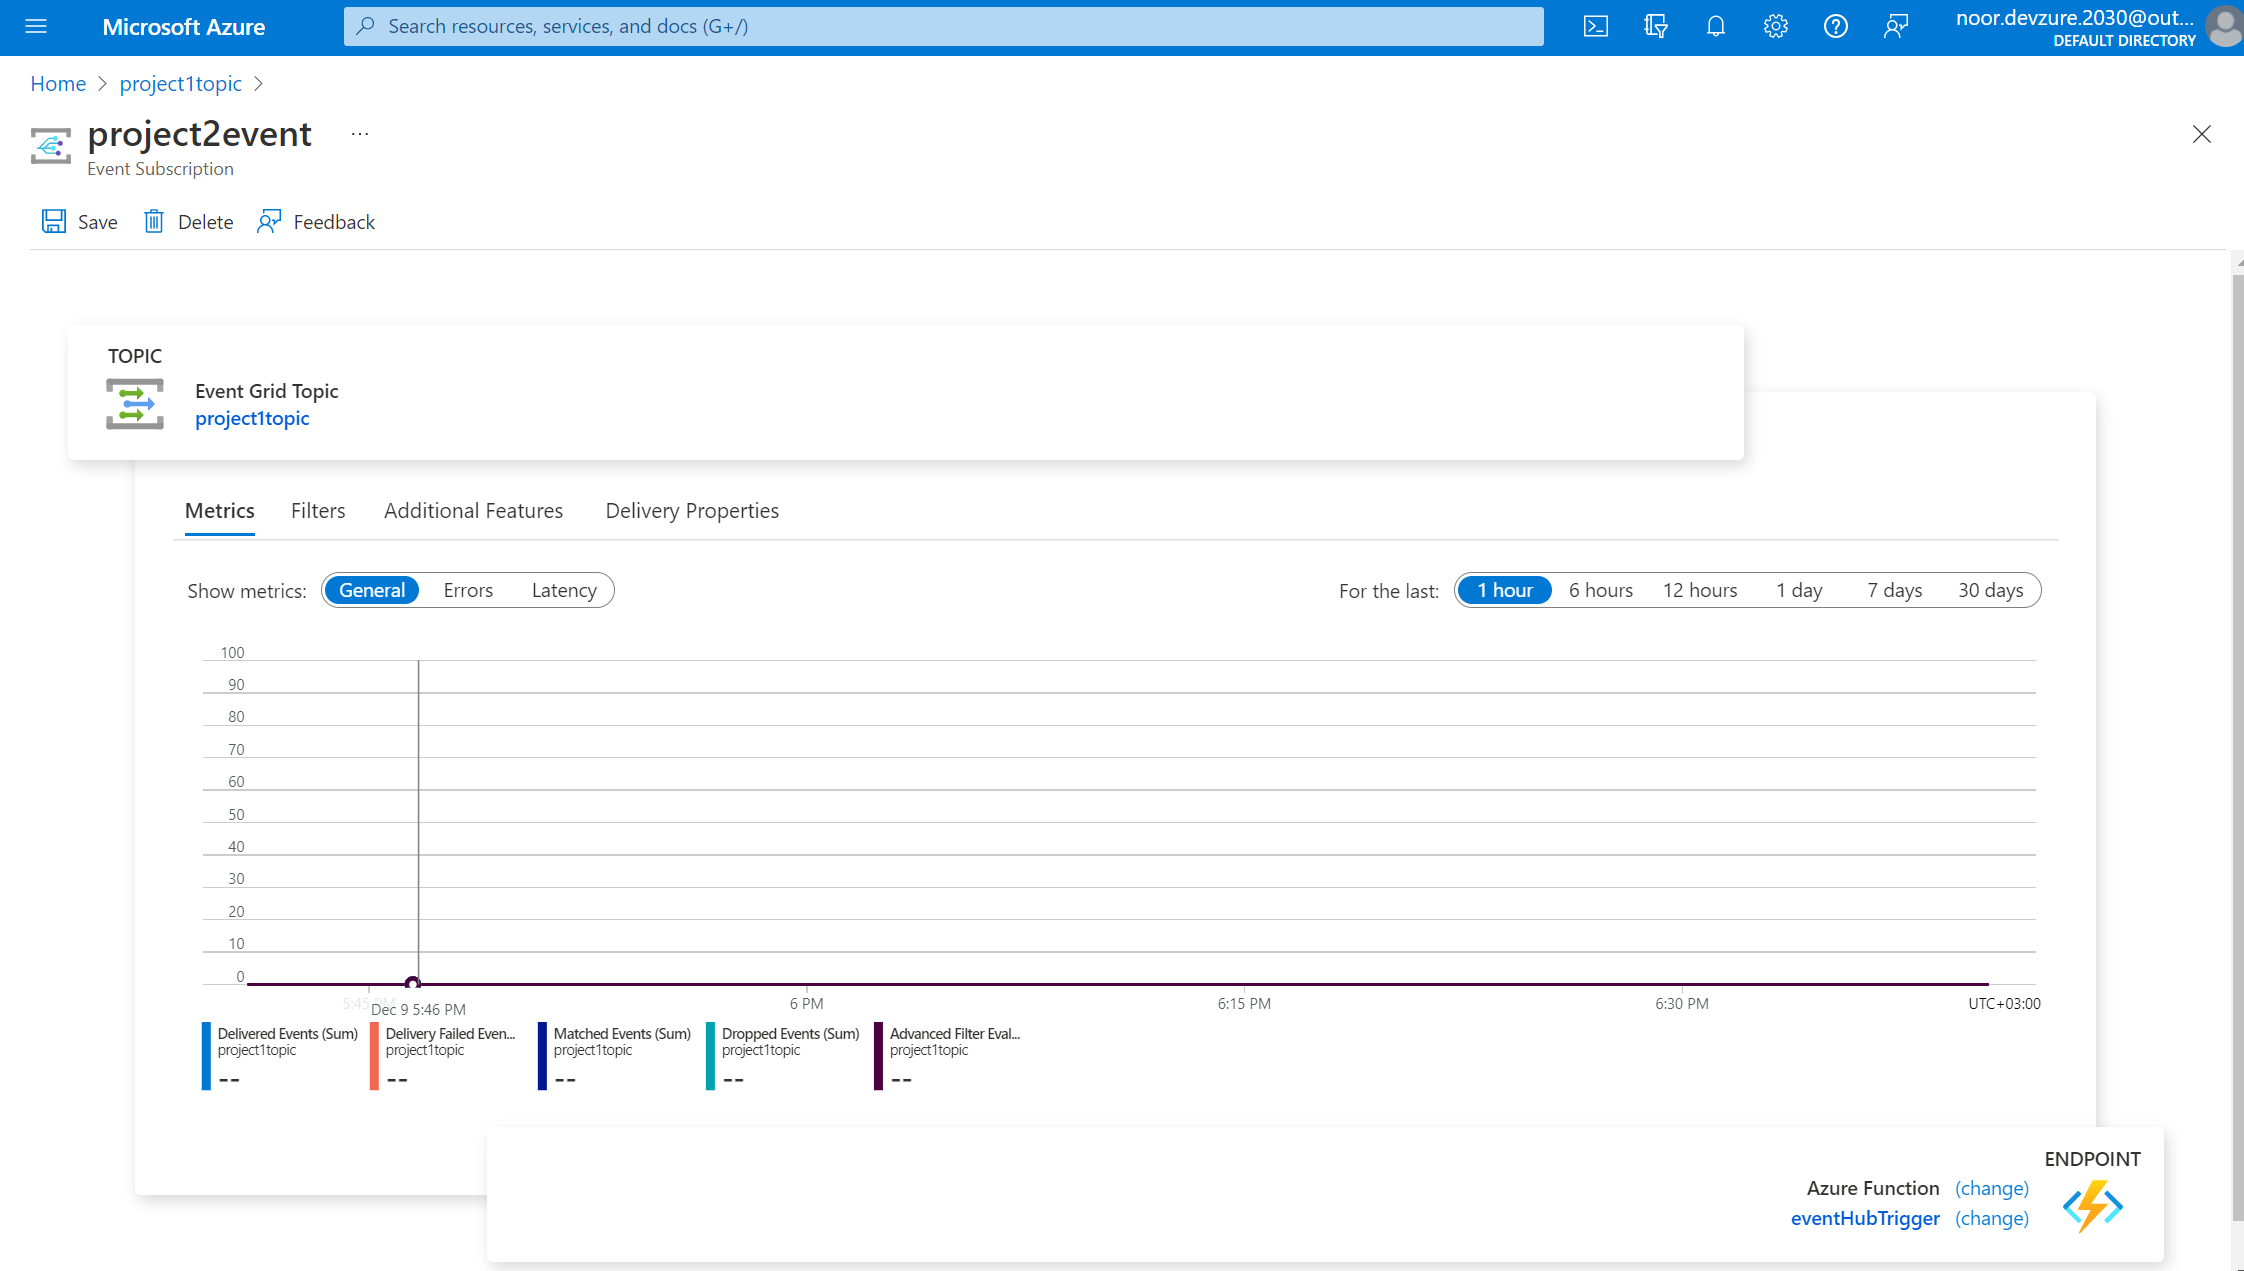 Microsoft Azure
Search resources, services, and docs (G+/)
noor.devzure.2030@out...
DEFAULT DIRECTORY
Home > project1topic >
project2event ...
Event Subscription
Save Delete Feedback
TOPIC
Event Grid Topic
project1topic
Metrics Filters Additional Features Delivery Properties
Show metrics: General Errors Latency For the last: 1 hour 6 hours 12 hours 1 day 7 days 30 days
100
90
80
70
60
50
40
30
20
10
0
5:45 PM Dec 9 5:46 PM 6 PM 6:15 PM 6:30 PM UTC+03:00
Delivered Events (Sum) Delivery Failed Even... Matched Events (Sum) Dropped Events (Sum) Advanced Filter Eval...
project1topic project1topic project1topic project1topic project1topic
-- -- -- -- --
ENDPOINT
Azure Function (change)
eventHubTrigger (change)